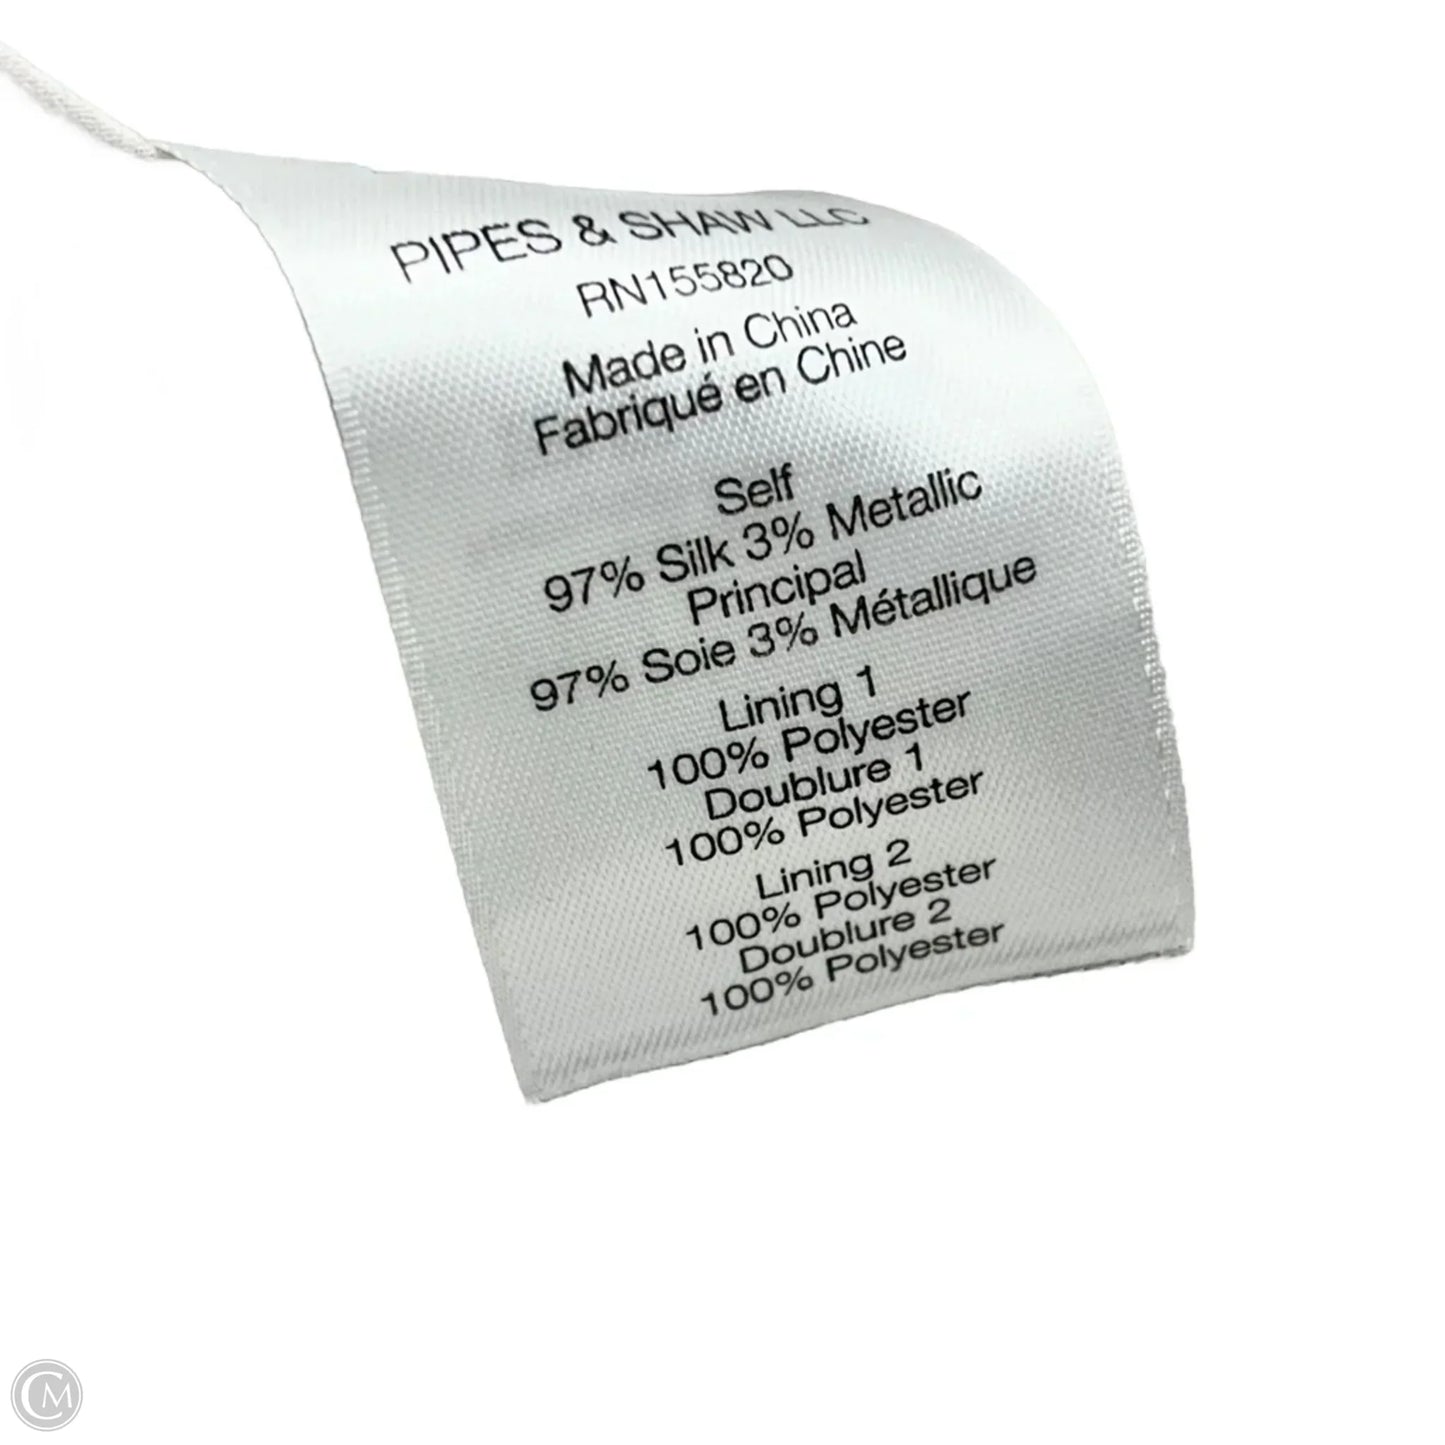 PIPES & SHAW LLC
RN155820
Made in China
Fabriqué en Chine
Self
97% Silk 3% Metallic
Principal
97% Soie 3% Métallique
Lining 1
100% Polyester
Doublure 1
100% Polyester
Lining 2
100% Polyester
Doublure 2
100% Polyester
CM